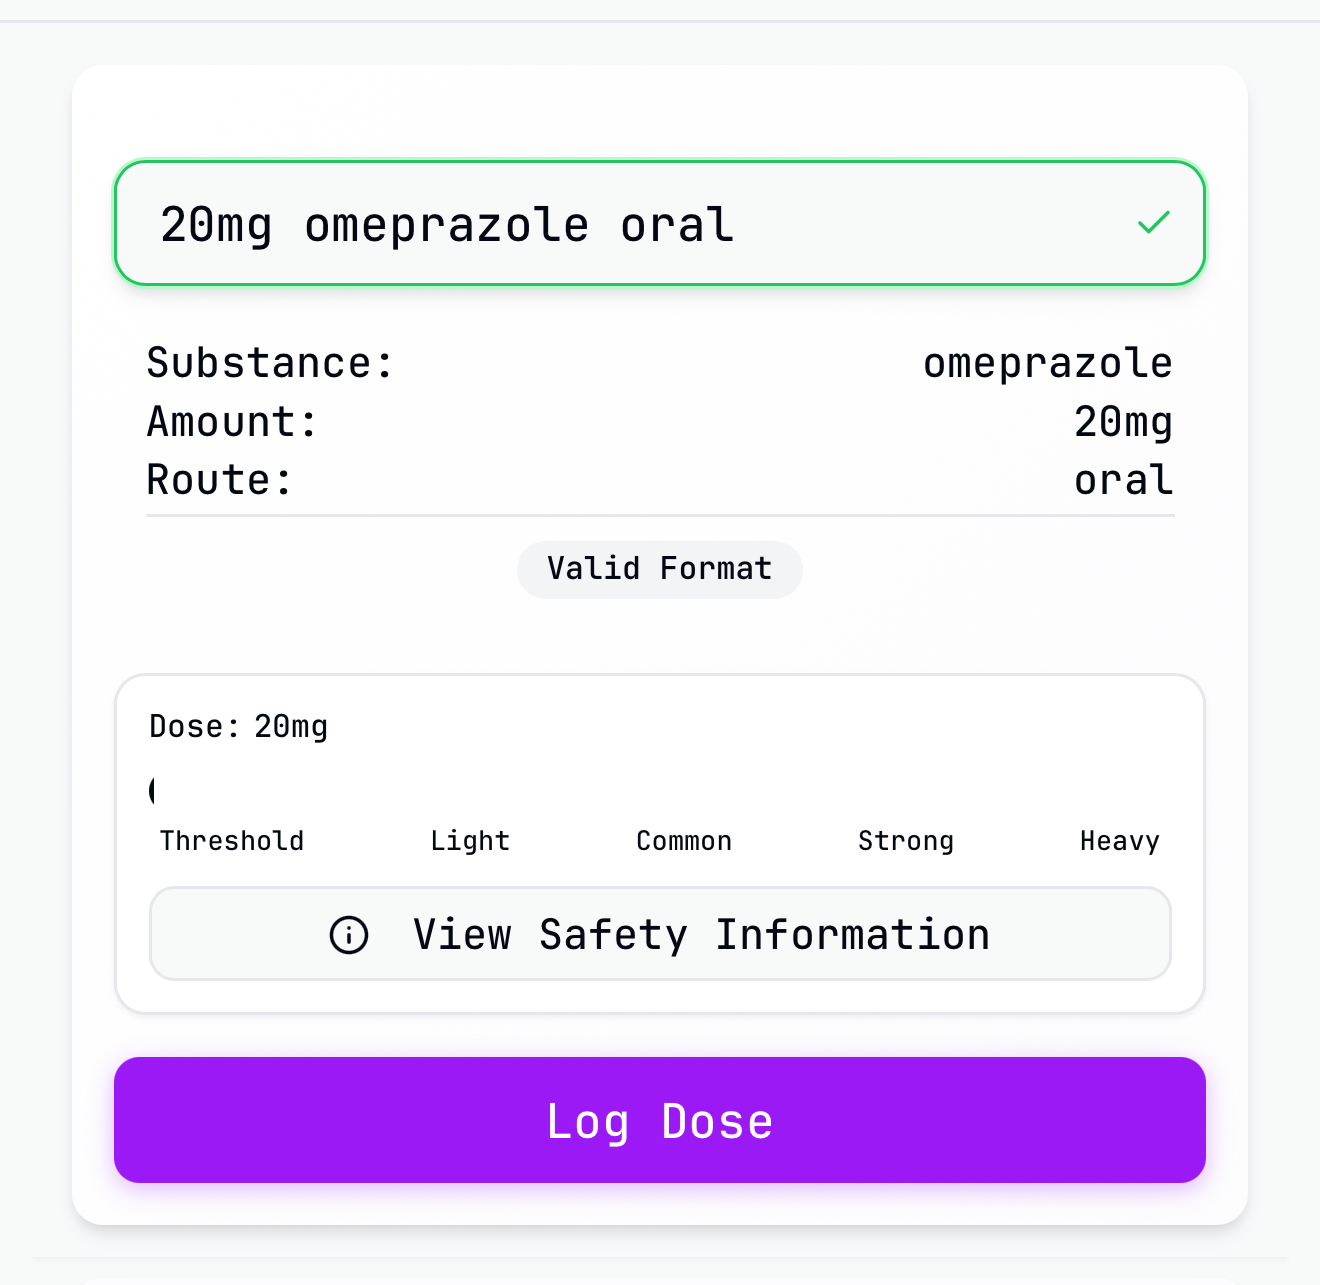 20mg omeprazole oral
Substance: omeprazole
Amount: 20mg
Route: oral
Valid Format
Dose: 20mg
Threshold Light Common Strong Heavy
View Safety Information
Log Dose